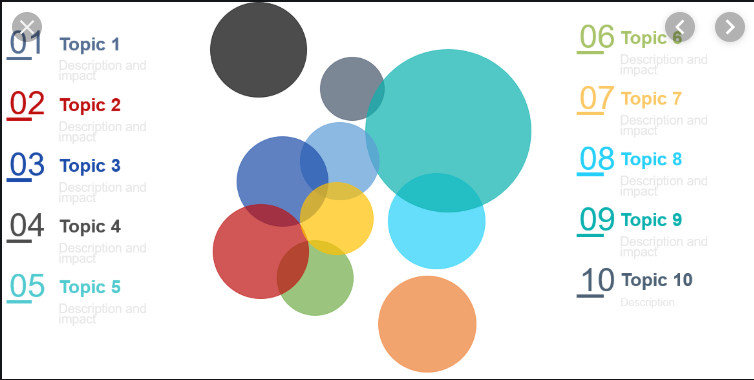 01 Topic 1
Description and
impact
02 Topic 2
Description and
impact
03 Topic 3
Description and
impact
04 Topic 4
Description and
impact
05 Topic 5
Description and
impact
06 Topic 6
Description and
impact
07 Topic 7
Description and
impact
08 Topic 8
Description and
impact
09 Topic 9
Description and
impact
10 Topic 10
Description